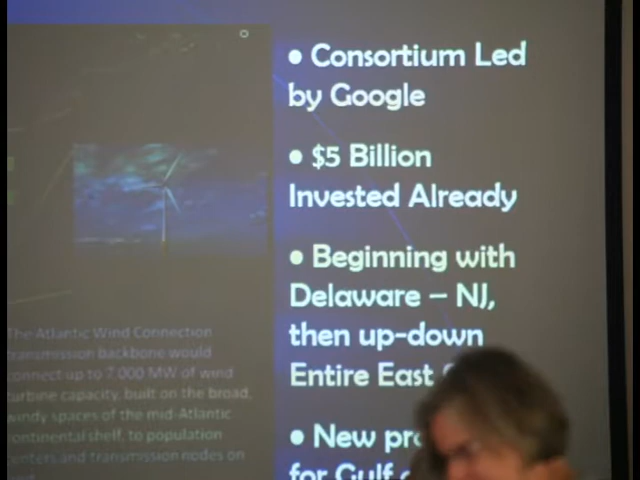 • Consortium Led
by Google
• $5 Billion
Invested Already
• Beginning with
Delaware – NJ,
then up-down
Entire East
• New
for Gulf
The Atlantic Wind Connection
transmission backbone would
connect up to 7,000 MW of wind
turbine capacity, built on the broad,
windy spaces of the mid-Atlantic
continental shelf, to population
centers and transmission nodes on